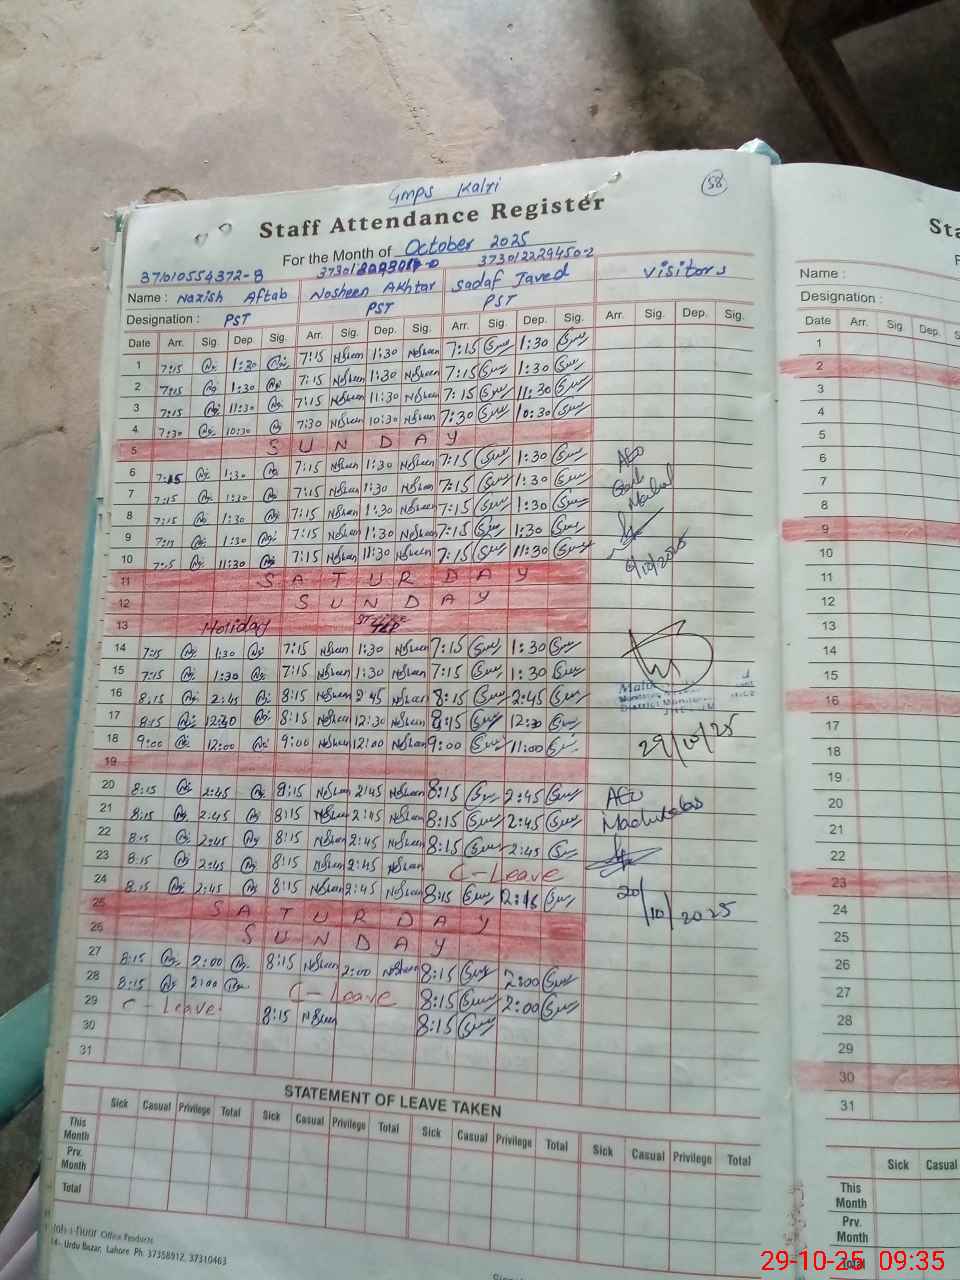 GMPS Kalri
58
Staff Attendance Register
For the Month of October 2025
Name : Nazish Aftab Nosheen Akhtar Sadaf Javed Visitors
Designation : PST PST PST
Date Arr. Sig. Dep. Sig. Arr. Sig. Dep. Sig. Arr. Sig. Dep. Sig. Arr. Sig. Dep. Sig.
1 7:15 1:30 7:15 Nosheen 1:30 Nosheen 7:15 1:30
2 7:15 1:30 7:15 Nosheen 1:30 Nosheen 7:15 1:30
3 7:15 11:30 7:15 Nosheen 11:30 Nosheen 7:15 11:30
4 7:30 10:30 7:30 Nosheen 10:30 Nosheen 7:30 10:30
5 SUNDAY
6 7:15 1:30 7:15 Nosheen 1:30 Nosheen 7:15 1:30
7 7:15 1:30 7:15 Nosheen 1:30 Nosheen 7:15 1:30
8 7:15 1:30 7:15 Nosheen 1:30 Nosheen 7:15 1:30
9 1:30 7:15 Nosheen 1:30 Nosheen 7:15 1:30
10 7:15 11:30 7:15 Nosheen 11:30 Nosheen 7:15 11:30
11 SATURDAY
12 SUNDAY
13 Holiday
14 7:15 1:30 7:15 Nosheen 1:30 Nosheen 7:15 1:30
15 7:15 1:30 7:15 Nosheen 1:30 Nosheen 7:15 1:30
16 8:15 2:45 8:15 Nosheen 2:45 Nosheen 8:15 2:45
17 8:15 12:30 8:15 Nosheen 12:30 Nosheen 8:15 12:30
18 9:00 12:00 9:00 Nosheen 12:00 Nosheen 9:00 11:00
19
20 8:15 2:45 8:15 Nosheen 2:45 Nosheen 8:15 2:45
21 8:15 2:45 8:15 Nosheen 2:45 Nosheen 8:15 2:45
22 8:15 2:45 8:15 Nosheen 2:45 Nosheen 8:15 2:45
23 8:15 2:45 8:15 Nosheen 2:45 Nosheen C-Leave
24 8:15 2:45 8:15 Nosheen 2:45 Nosheen 8:15
25 SATURDAY
26 SUNDAY
27 8:15 2:00 8:15 Nosheen 2:00 Nosheen 8:15 2:00
28 8:15 2:00 C-Leave 8:15 2:00
29 C-Leave 8:15 Nosheen 8:15
30
31
AEO
29/10/25
AEO
20/10/2025
STATEMENT OF LEAVE TAKEN
Sick Casual Privilege Total Sick Casual Privilege Total Sick Casual Privilege Total Sick Casual Privilege Total
This Month
Prv. Month
Total
Office Products
Urdu Bazar, Lahore Ph: 37358912, 37310463
Name :
Designation :
Date Arr. Sig. Dep.
1
2
3
4
5
6
7
8
9
10
11
12
13
14
15
16
17
18
19
20
21
22
23
24
25
26
27
28
29
30
31
Sick Casual
This Month
Prv. Month
Total
29-10-25 09:35